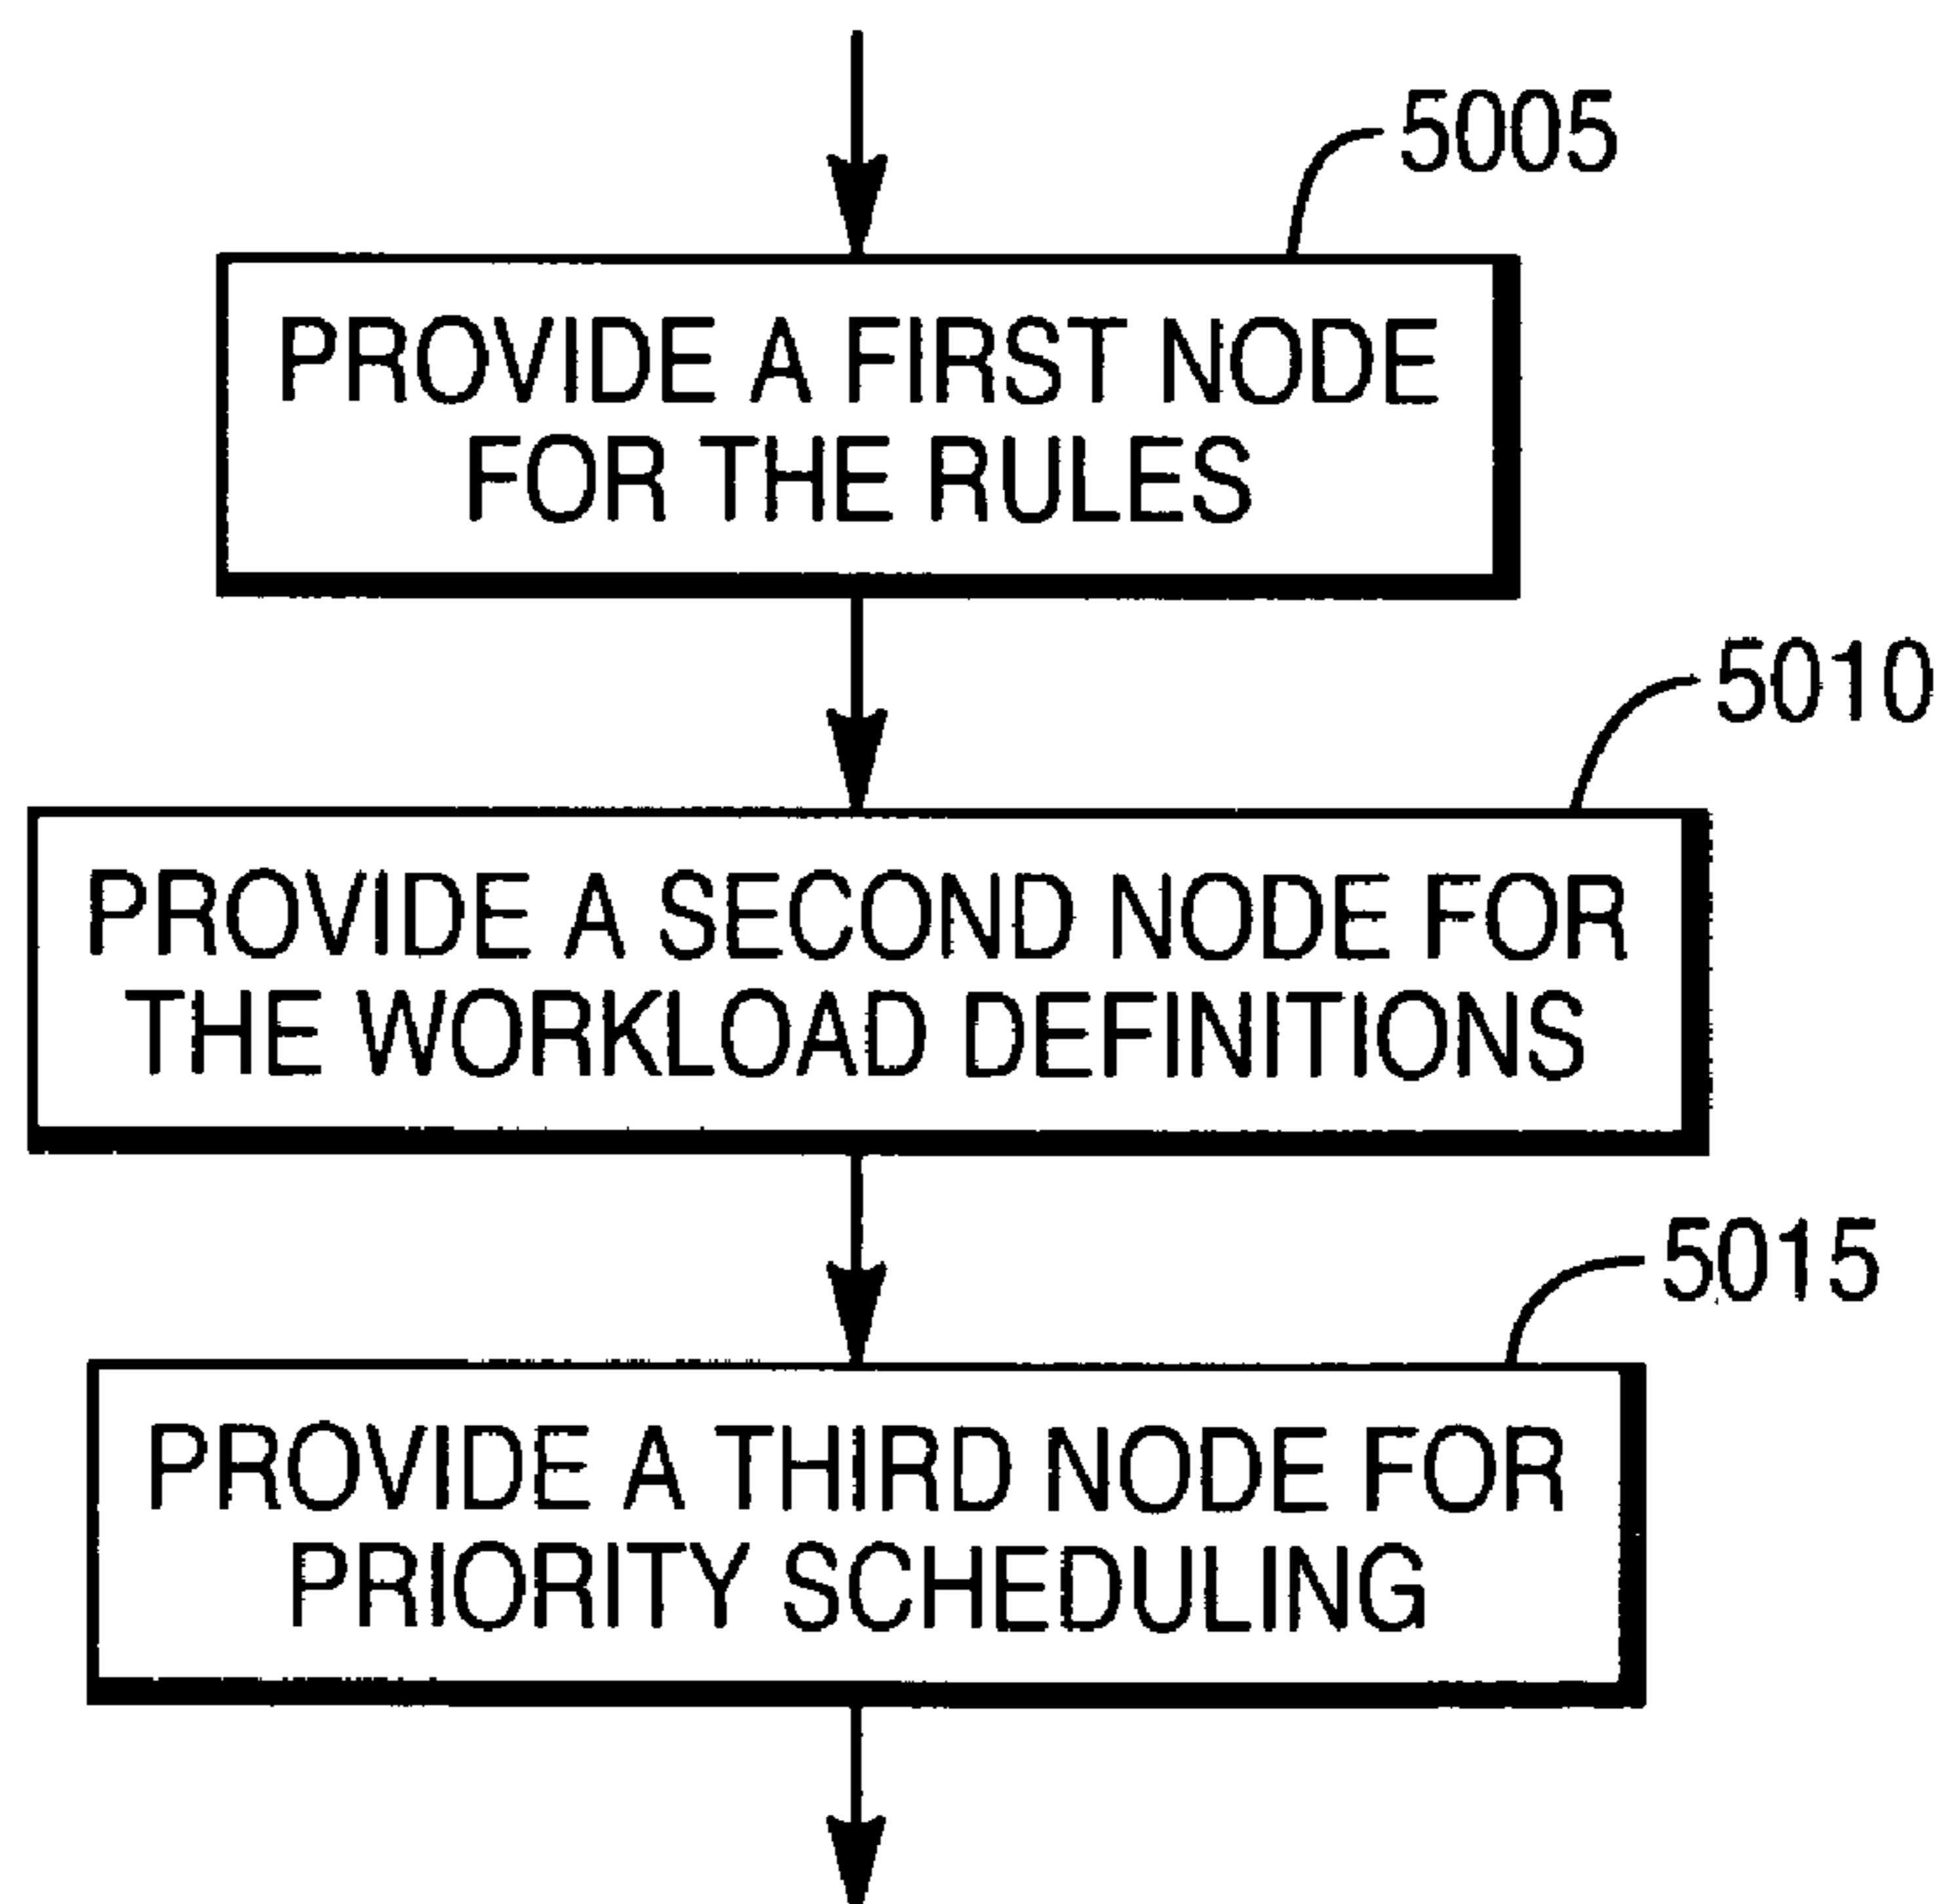 5005
PROVIDE A FIRST NODE
FOR THE RULES
5010
PROVIDE A SECOND NODE FOR
THE WORKLOAD DEFINITIONS
5015
PROVIDE A THIRD NODE FOR
PRIORITY SCHEDULING